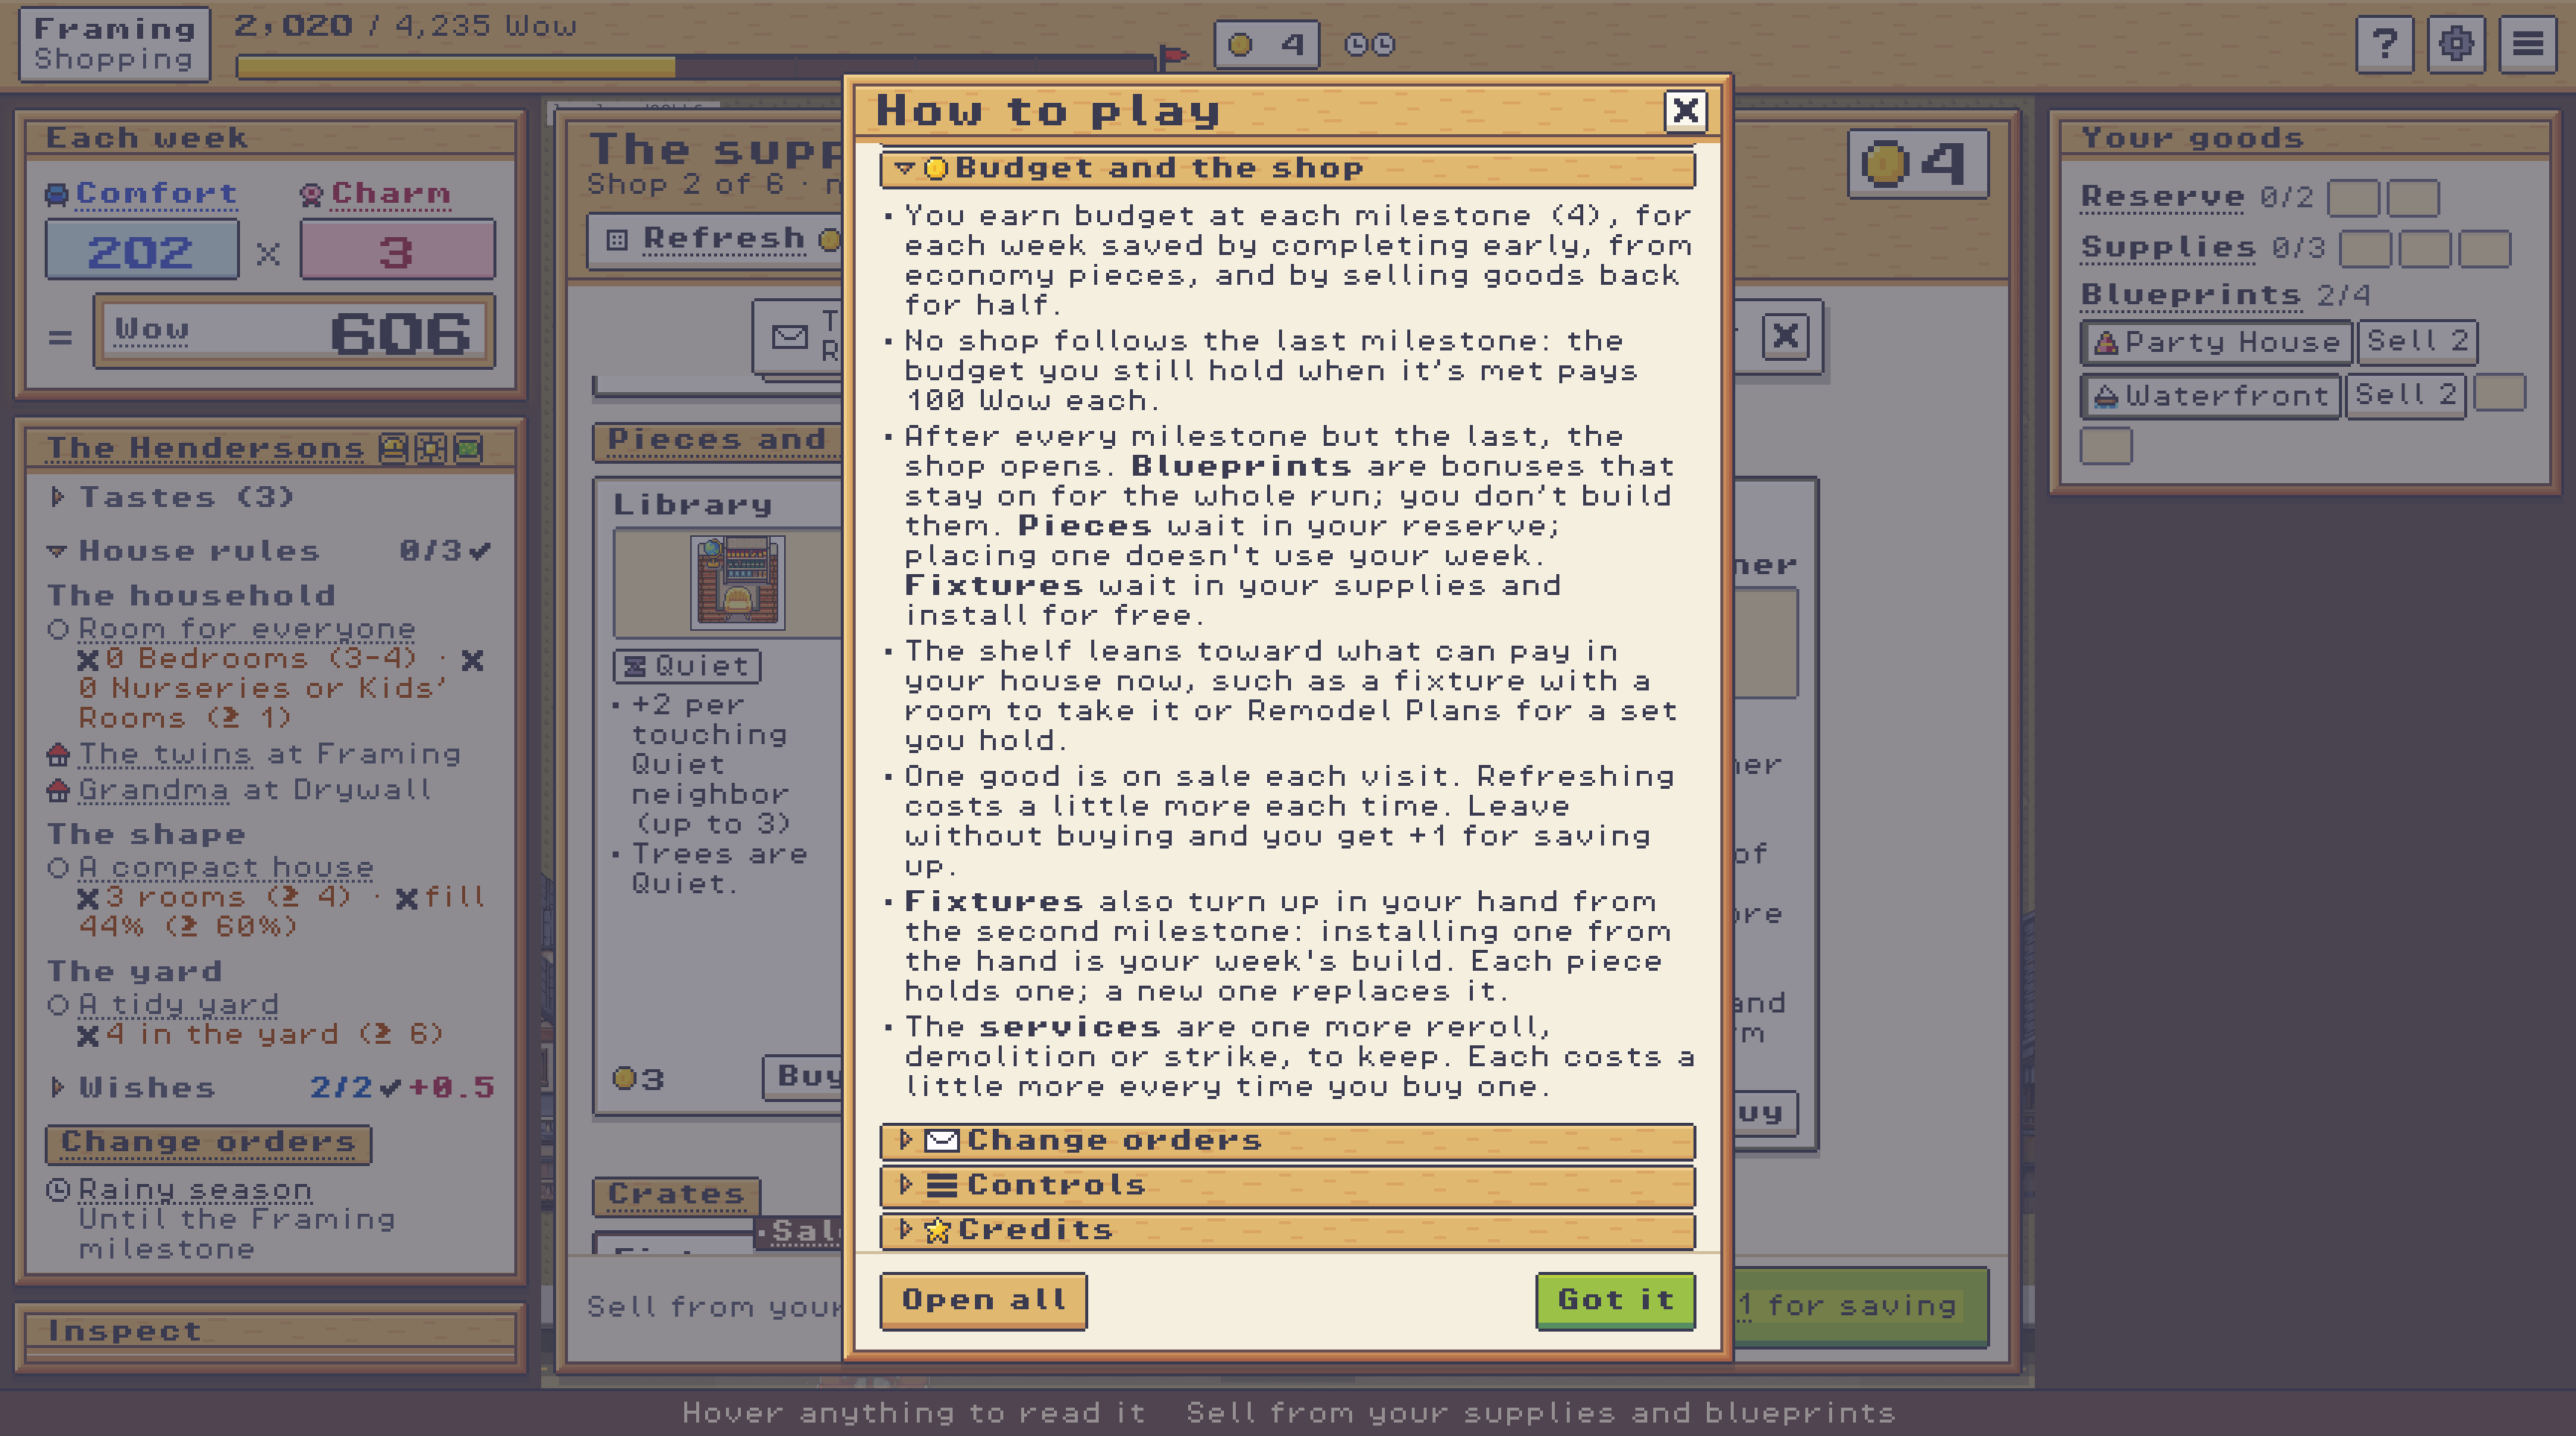 Framing
Shopping
2,020 / 4,235 Wow
4
?
Each week
Comfort
Charm
202 x 3
= Wow 606
The Hendersons
Tastes (3)
House rules 0/3
The household
Room for everyone
0 Bedrooms (3-4) ·
0 Nurseries or Kids'
Rooms (≥ 1)
The twins at Framing
Grandma at Drywall
The shape
A compact house
3 rooms (≥ 4) · fill
44% (≥ 60%)
The yard
A tidy yard
4 in the yard (≥ 6)
Wishes 2/2 +0.5
Change orders
Rainy season
Until the Framing
milestone
Inspect
The supp
Shop 2 of 6 ·
Refresh
4
Pieces and
Library
Quiet
· +2 per
touching
Quiet
neighbor
(up to 3)
· Trees are
Quiet.
3
Buy
Crates
Sal
Sell from your
1 for saving
How to play
Budget and the shop
· You earn budget at each milestone (4), for
each week saved by completing early, from
economy pieces, and by selling goods back
for half.
· No shop follows the last milestone: the
budget you still hold when it's met pays
100 Wow each.
· After every milestone but the last, the
shop opens. Blueprints are bonuses that
stay on for the whole run; you don't build
them. Pieces wait in your reserve;
placing one doesn't use your week.
Fixtures wait in your supplies and
install for free.
· The shelf leans toward what can pay in
your house now, such as a fixture with a
room to take it or Remodel Plans for a set
you hold.
· One good is on sale each visit. Refreshing
costs a little more each time. Leave
without buying and you get +1 for saving
up.
· Fixtures also turn up in your hand from
the second milestone: installing one from
the hand is your week's build. Each piece
holds one; a new one replaces it.
· The services are one more reroll,
demolition or strike, to keep. Each costs a
little more every time you buy one.
Change orders
Controls
Credits
Open all
Got it
Your goods
Reserve 0/2
Supplies 0/3
Blueprints 2/4
Party House Sell 2
Waterfront Sell 2
Hover anything to read it Sell from your supplies and blueprints